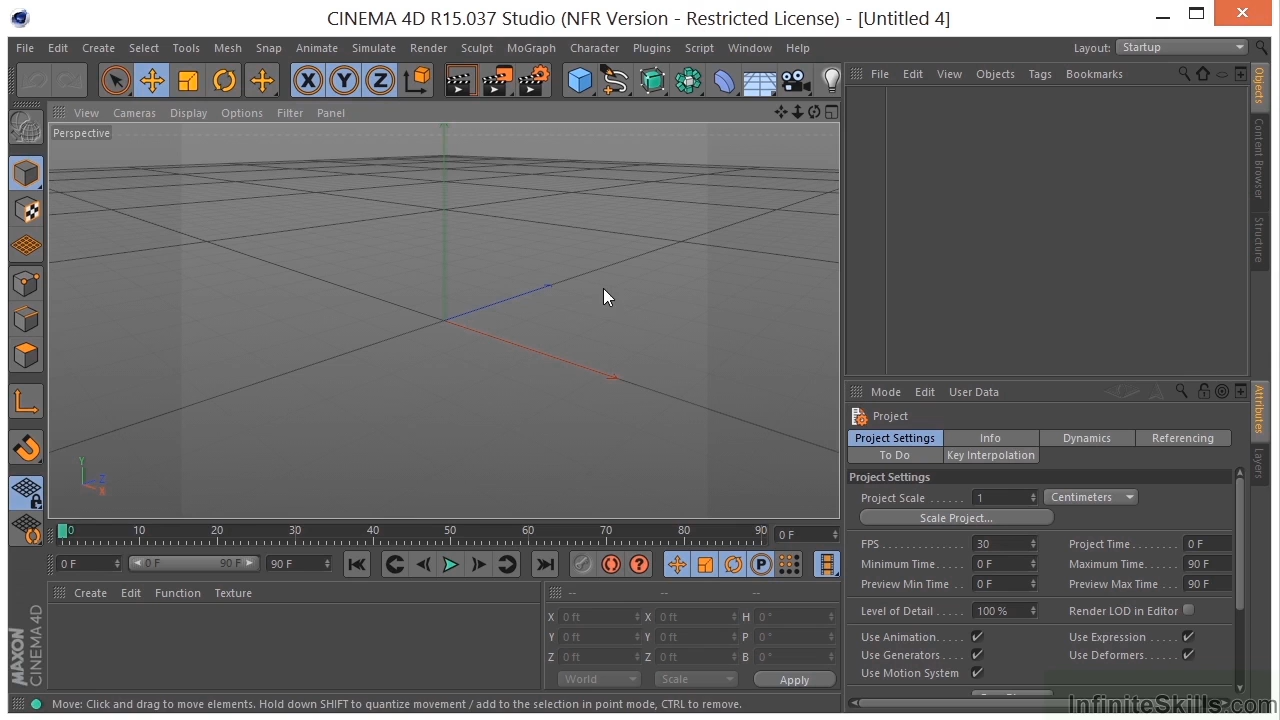 CINEMA 4D R15.037 Studio (NFR Version - Restricted License) - [Untitled 4]
File Edit Create Select Tools Mesh Snap Animate Simulate Render Sculpt MoGraph Character Plugins Script Window Help Layout: Startup
X Y Z
File Edit View Objects Tags Bookmarks
Objects
Content Browser
Structure
View Cameras Display Options Filter Panel
Perspective
Y
Z
X
Mode Edit User Data
Attributes
Layers
Project
Project Settings Info Dynamics Referencing
To Do Key Interpolation
Project Settings
Project Scale ...... 1 Centimeters
Scale Project...
FPS 30 Project Time 0 F
Minimum Time 0 F Maximum Time 90 F
Preview Min Time 0 F Preview Max Time 90 F
Level of Detail 100 % Render LOD in Editor
Use Animation Use Expression
Use Generators Use Deformers
Use Motion System
0 10 20 30 40 50 60 70 80 90 0 F
0 F 0 F 90 F 90 F P
Create Edit Function Texture
-- -- --
X 0 ft X 0 ft H 0 °
Y 0 ft Y 0 ft P 0 °
Z 0 ft Z 0 ft B 0 °
World Scale Apply
MAXON CINEMA 4D
Move: Click and drag to move elements. Hold down SHIFT to quantize movement / add to the selection in point mode, CTRL to remove.
InfiniteSkills.com